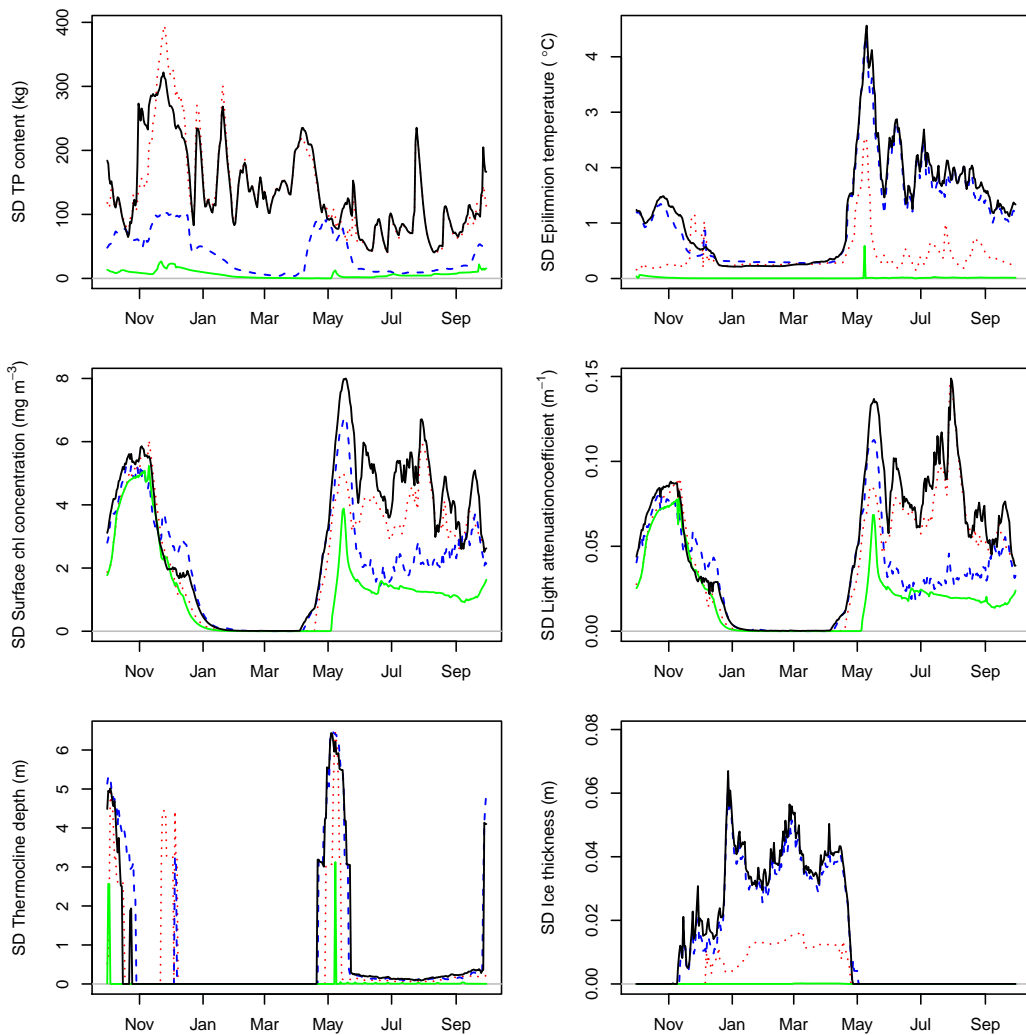 SD TP content (kg)
400
300
200
100
0
Nov Jan Mar May Jul Sep
SD Epilimnion temperature ( °C)
4
3
2
1
0
Nov Jan Mar May Jul Sep
SD Surface chl concentration (mg m−3)
8
6
4
2
0
Nov Jan Mar May Jul Sep
SD Light attenuationcoefficient (m−1)
0.15
0.10
0.05
0.00
Nov Jan Mar May Jul Sep
SD Thermocline depth (m)
6
5
4
3
2
1
0
Nov Jan Mar May Jul Sep
SD Ice thickness (m)
0.08
0.06
0.04
0.02
0.00
Nov Jan Mar May Jul Sep